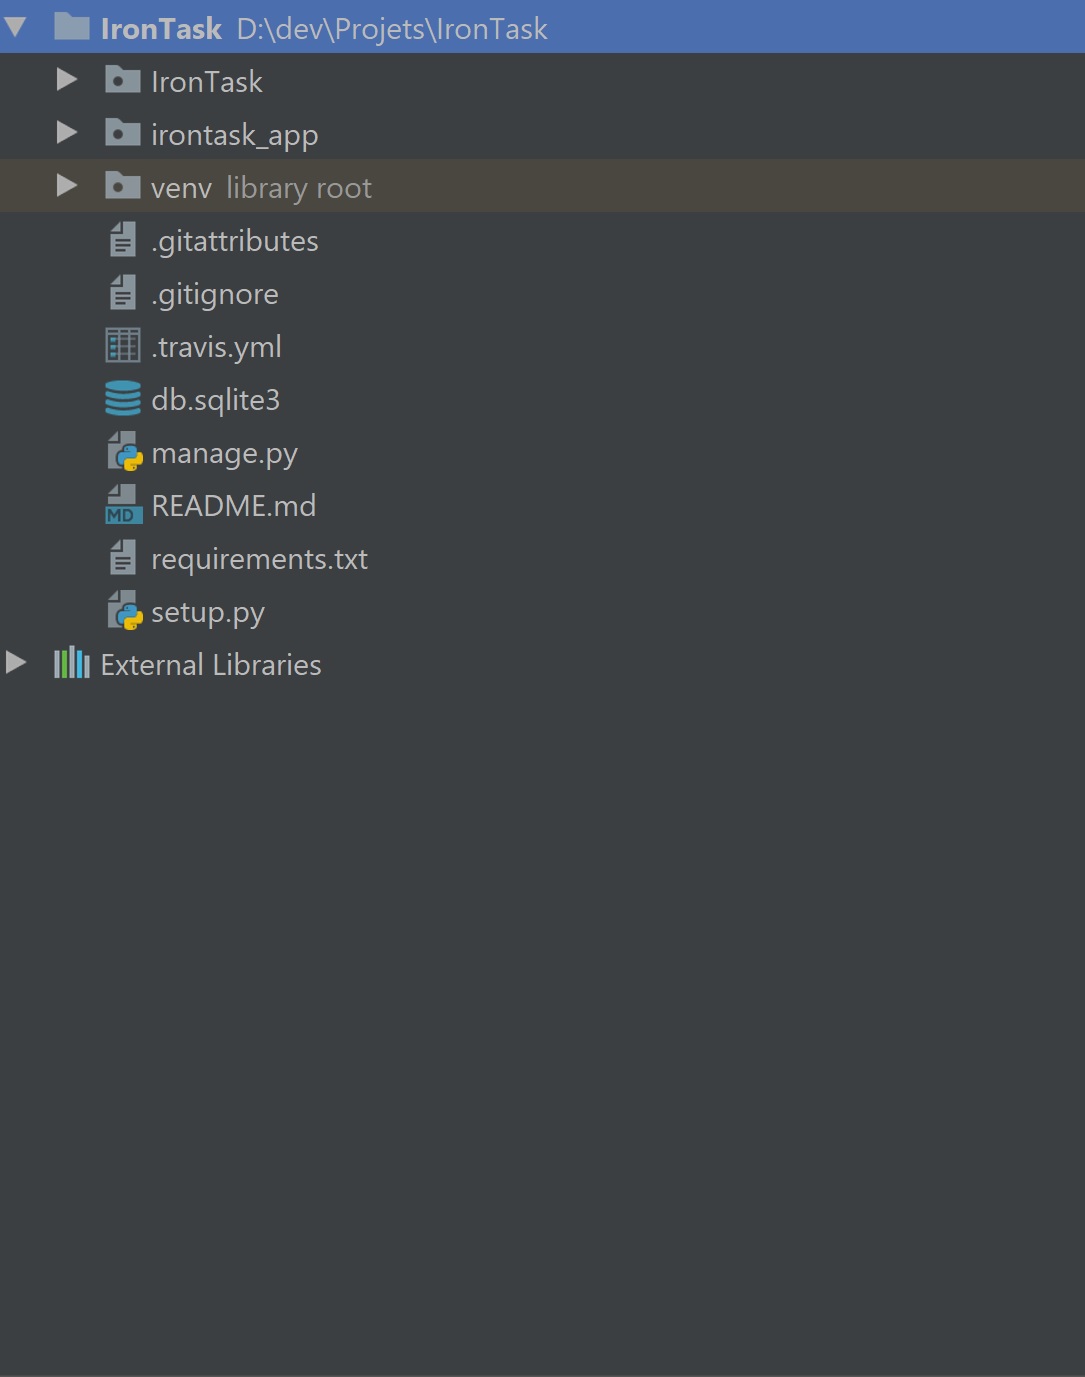 IronTask D:\dev\Projets\IronTask
IronTask
irontask_app
venv library root
.gitattributes
.gitignore
.travis.yml
db.sqlite3
manage.py
MD README.md
requirements.txt
setup.py
External Libraries